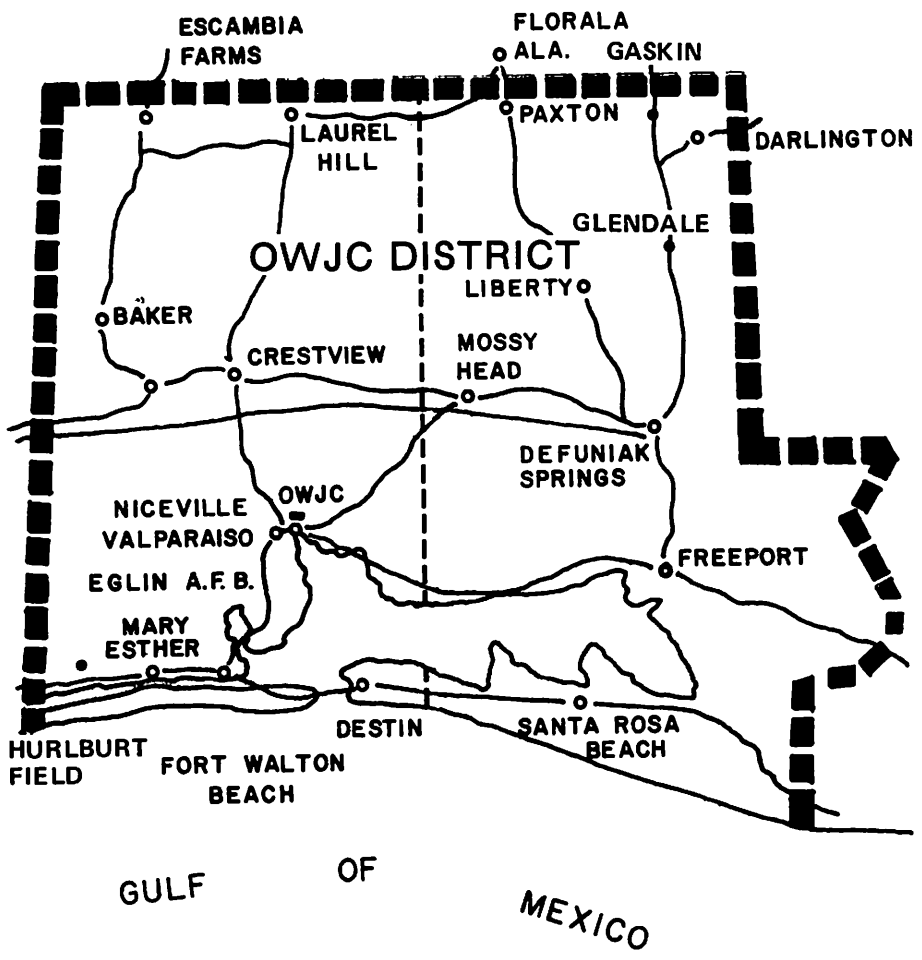 ESCAMBIA
FARMS
FLORALA
ALA.
GASKIN
LAUREL
HILL
PAXTON
DARLINGTON
GLENDALE
OWJC DISTRICT
LIBERTY
BAKER
CRESTVIEW
MOSSY
HEAD
DEFUNIAK
SPRINGS
OWJC
NICEVILLE
VALPARAISO
FREEPORT
EGLIN A.F.B.
MARY
ESTHER
DESTIN
SANTA ROSA
BEACH
HURLBURT
FIELD
FORT WALTON
BEACH
GULF OF MEXICO